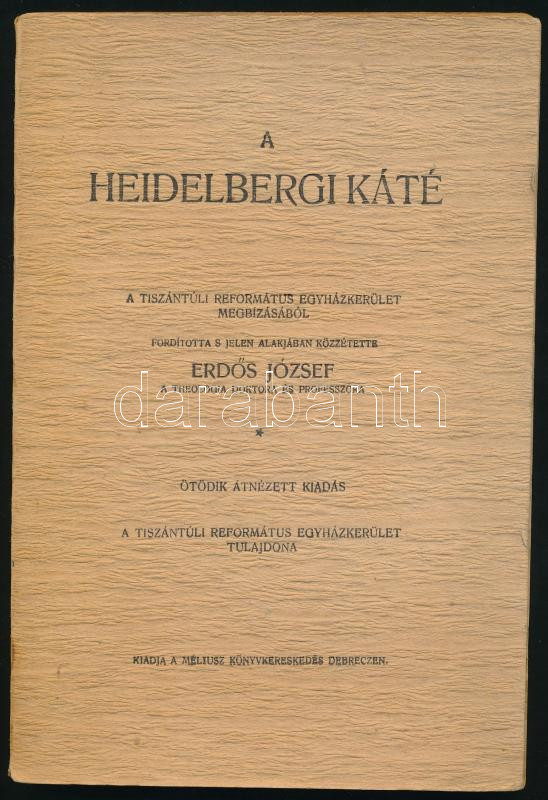 A
HEIDELBERGI KÁTÉ
A TISZÁNTÚLI REFORMÁTUS EGYHÁZKERÜLET
MEGBÍZÁSÁBÓL
FORDÍTOTTA S JELEN ALAKJÁBAN KÖZZÉTETTE
ERDŐS JÓZSEF
A THEOLOGIA DOKTORA ÉS PROFESSZORA
darabanth
*
ÖTÖDIK ÁTNÉZETT KIADÁS
A TISZÁNTÚLI REFORMÁTUS EGYHÁZKERÜLET
TULAJDONA
KIADJA A MÉLIUSZ KÖNYVKERESKEDÉS DEBRECZEN.